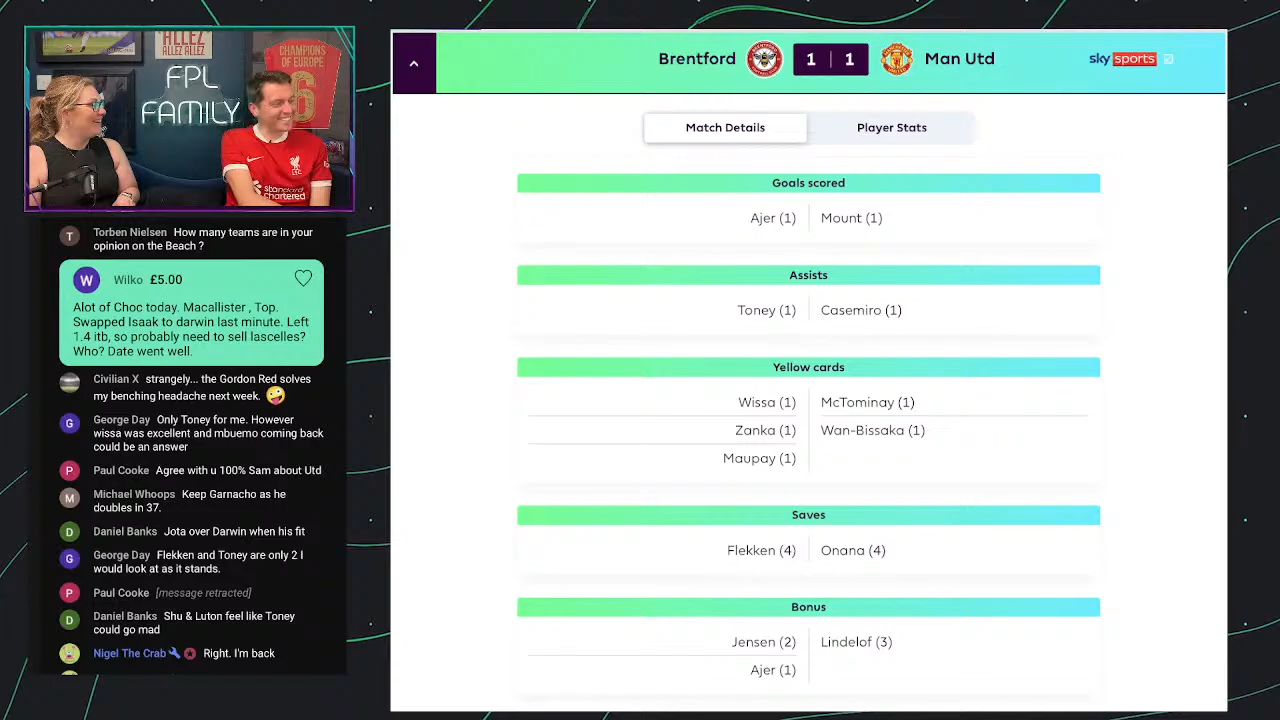 ALLEZ
ALLEZ ALLEZ
FPL
FAMILY
CHAMPIONS
OF EUROPE
6
standard
chartered
Torben Nielsen How many teams are in your
opinion on the Beach ?
W Wilko £5.00
Alot of Choc today. Macallister , Top.
Swapped Isaak to darwin last minute. Left
1.4 itb, so probably need to sell lascelles?
Who? Date went well.
Civilian X strangely... the Gordon Red solves
my benching headache next week.
George Day Only Toney for me. However
wissa was excellent and mbuemo coming back
could be an answer
Paul Cooke Agree with u 100% Sam about Utd
Michael Whoops Keep Garnacho as he
doubles in 37.
Daniel Banks Jota over Darwin when his fit
George Day Flekken and Toney are only 2 I
would look at as it stands.
Paul Cooke [message retracted]
Daniel Banks Shu & Luton feel like Toney
could go mad
Nigel The Crab Right. I'm back
Brentford 1 | 1 Man Utd
sky sports
Match Details Player Stats
Goals scored
Ajer (1) Mount (1)
Assists
Toney (1) Casemiro (1)
Yellow cards
Wissa (1) McTominay (1)
Zanka (1) Wan-Bissaka (1)
Maupay (1)
Saves
Flekken (4) Onana (4)
Bonus
Jensen (2) Lindelof (3)
Ajer (1)